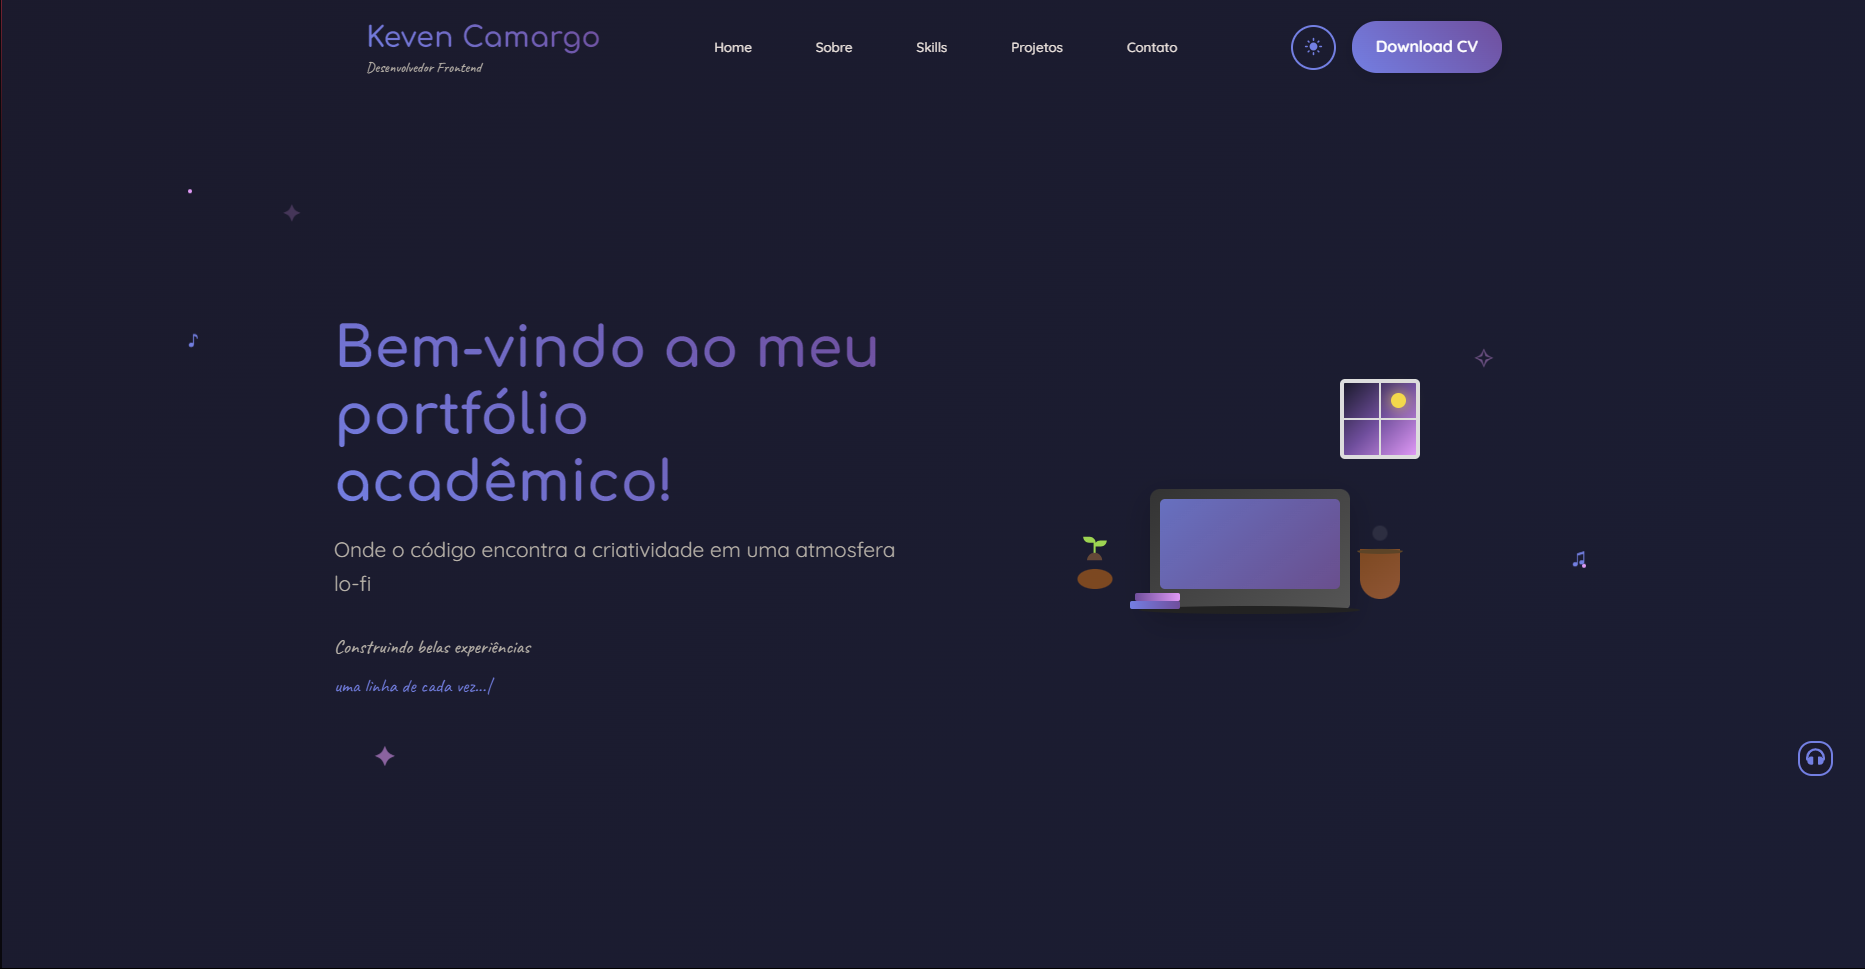 Keven Camargo
Desenvolvedor Frontend
Home
Sobre
Skills
Projetos
Contato
Download CV
Bem-vindo ao meu
portfólio
acadêmico!
Onde o código encontra a criatividade em uma atmosfera
lo-fi
Construindo belas experiências
uma linha de cada vez...|